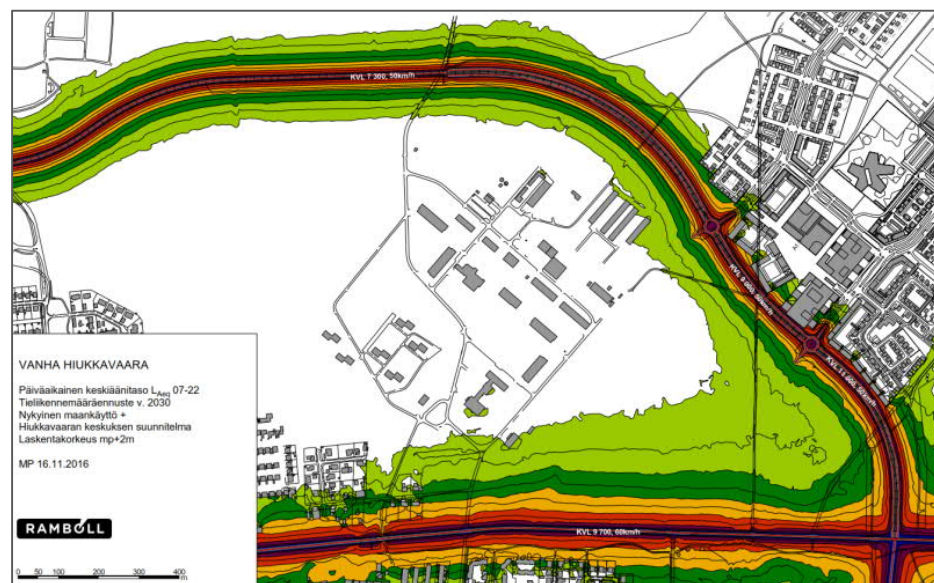 KVL 7 300, 50km/h
KVL 9 000, 50km/h
KVL 11 600, 50km/h
KVL 9 700, 60km/h
VANHA HIUKKAVAARA
Päiväaikainen keskiäänitaso LAeq 07-22
Tieliikennemääräennuste v. 2030
Nykyinen maankäyttö +
Hiukkavaaran keskuksen suunnitelma
Laskentakorkeus mp+2m
MP 16.11.2016
RAMBOLL
0 50 100 200 300 400
m